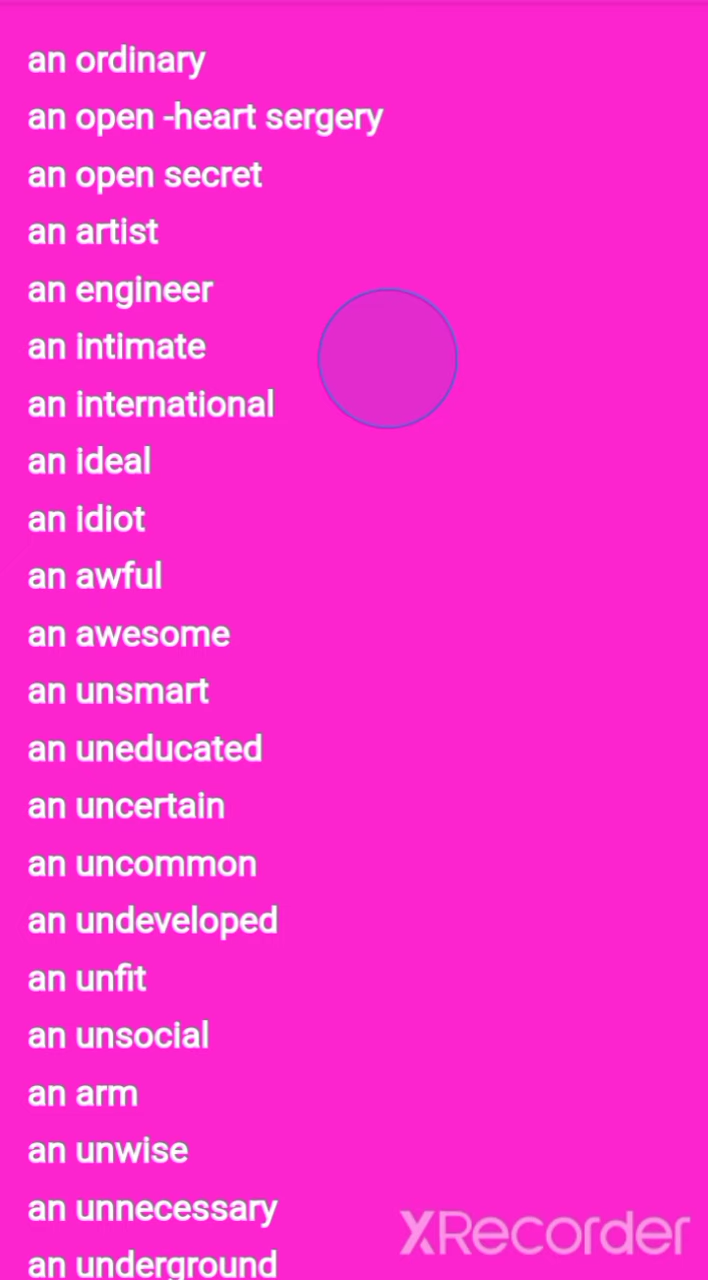 an ordinary
an open -heart sergery
an open secret
an artist
an engineer
an intimate
an international
an ideal
an idiot
an awful
an awesome
an unsmart
an uneducated
an uncertain
an uncommon
an undeveloped
an unfit
an unsocial
an arm
an unwise
an unnecessary
an underground
XRecorder